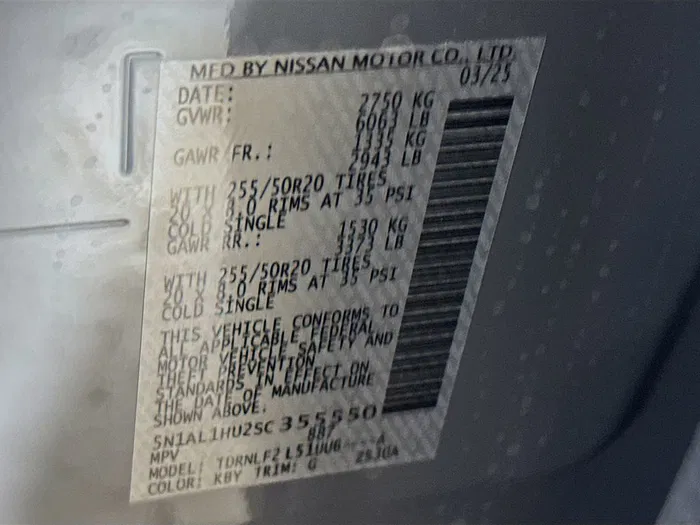 MFD BY NISSAN MOTOR CO., LTD.
DATE: 03/25
GVWR: 2750 KG
6063 LB
GAWR FR.: 1335 KG
2943 LB
WITH 255/50R20 TIRES
20 X 8.0 RIMS AT 35 PSI
COLD SINGLE
GAWR RR.: 1530 KG
3373 LB
WITH 255/50R20 TIRES
20 X 8.0 RIMS AT 35 PSI
COLD SINGLE
THIS VEHICLE CONFORMS TO
ALL APPLICABLE FEDERAL
MOTOR VEHICLE SAFETY AND
THEFT PREVENTION
STANDARDS IN EFFECT ON
THE DATE OF MANUFACTURE
SHOWN ABOVE.
5N1AL1HU2SC355550
MPV 887
MODEL: TDRNLF2 L51UU6----A
COLOR: KBY TRIM: G